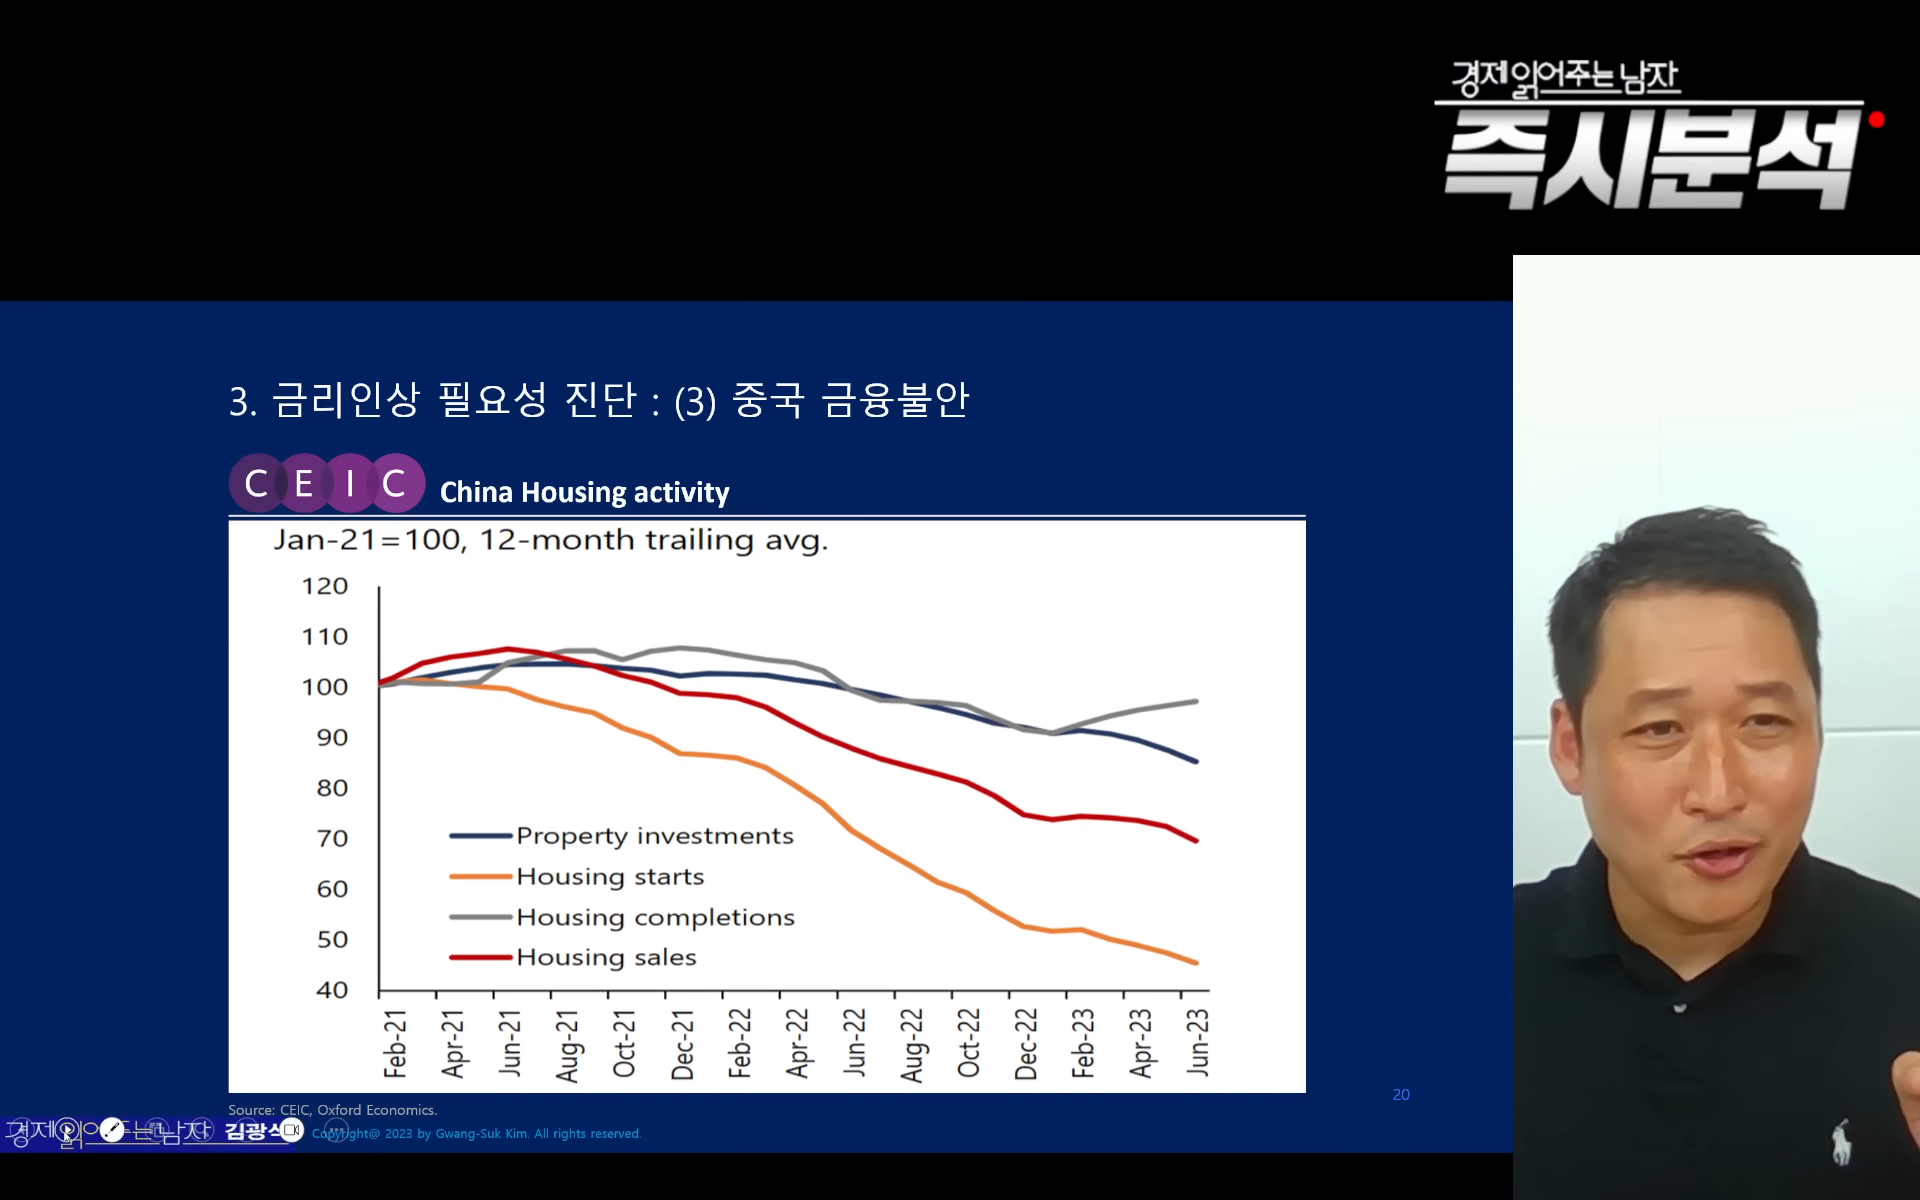 경제 읽어주는 남자
즉시분석
3. 금리인상 필요성 진단 : (3) 중국 금융불안
CEIC China Housing activity
Jan-21=100, 12-month trailing avg.
120
110
100
90
80
70
60
50
40
Property investments
Housing starts
Housing completions
Housing sales
Feb-21 Apr-21 Jun-21 Aug-21 Oct-21 Dec-21 Feb-22 Apr-22 Jun-22 Aug-22 Oct-22 Dec-22 Feb-23 Apr-23 Jun-23
20
Source: CEIC, Oxford Economics.
Copyright@ 2023 by Gwang-Suk Kim. All rights reserved.